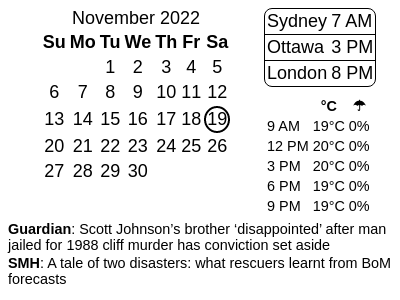 November 2022
Su Mo Tu We Th Fr Sa
1 2 3 4 5
6 7 8 9 10 11 12
13 14 15 16 17 18 19
20 21 22 23 24 25 26
27 28 29 30
Sydney 7 AM
Ottawa 3 PM
London 8 PM
°C ☂
9 AM 19°C 0%
12 PM 20°C 0%
3 PM 20°C 0%
6 PM 19°C 0%
9 PM 19°C 0%
Guardian: Scott Johnson’s brother ‘disappointed’ after man
jailed for 1988 cliff murder has conviction set aside
SMH: A tale of two disasters: what rescuers learnt from BoM
forecasts